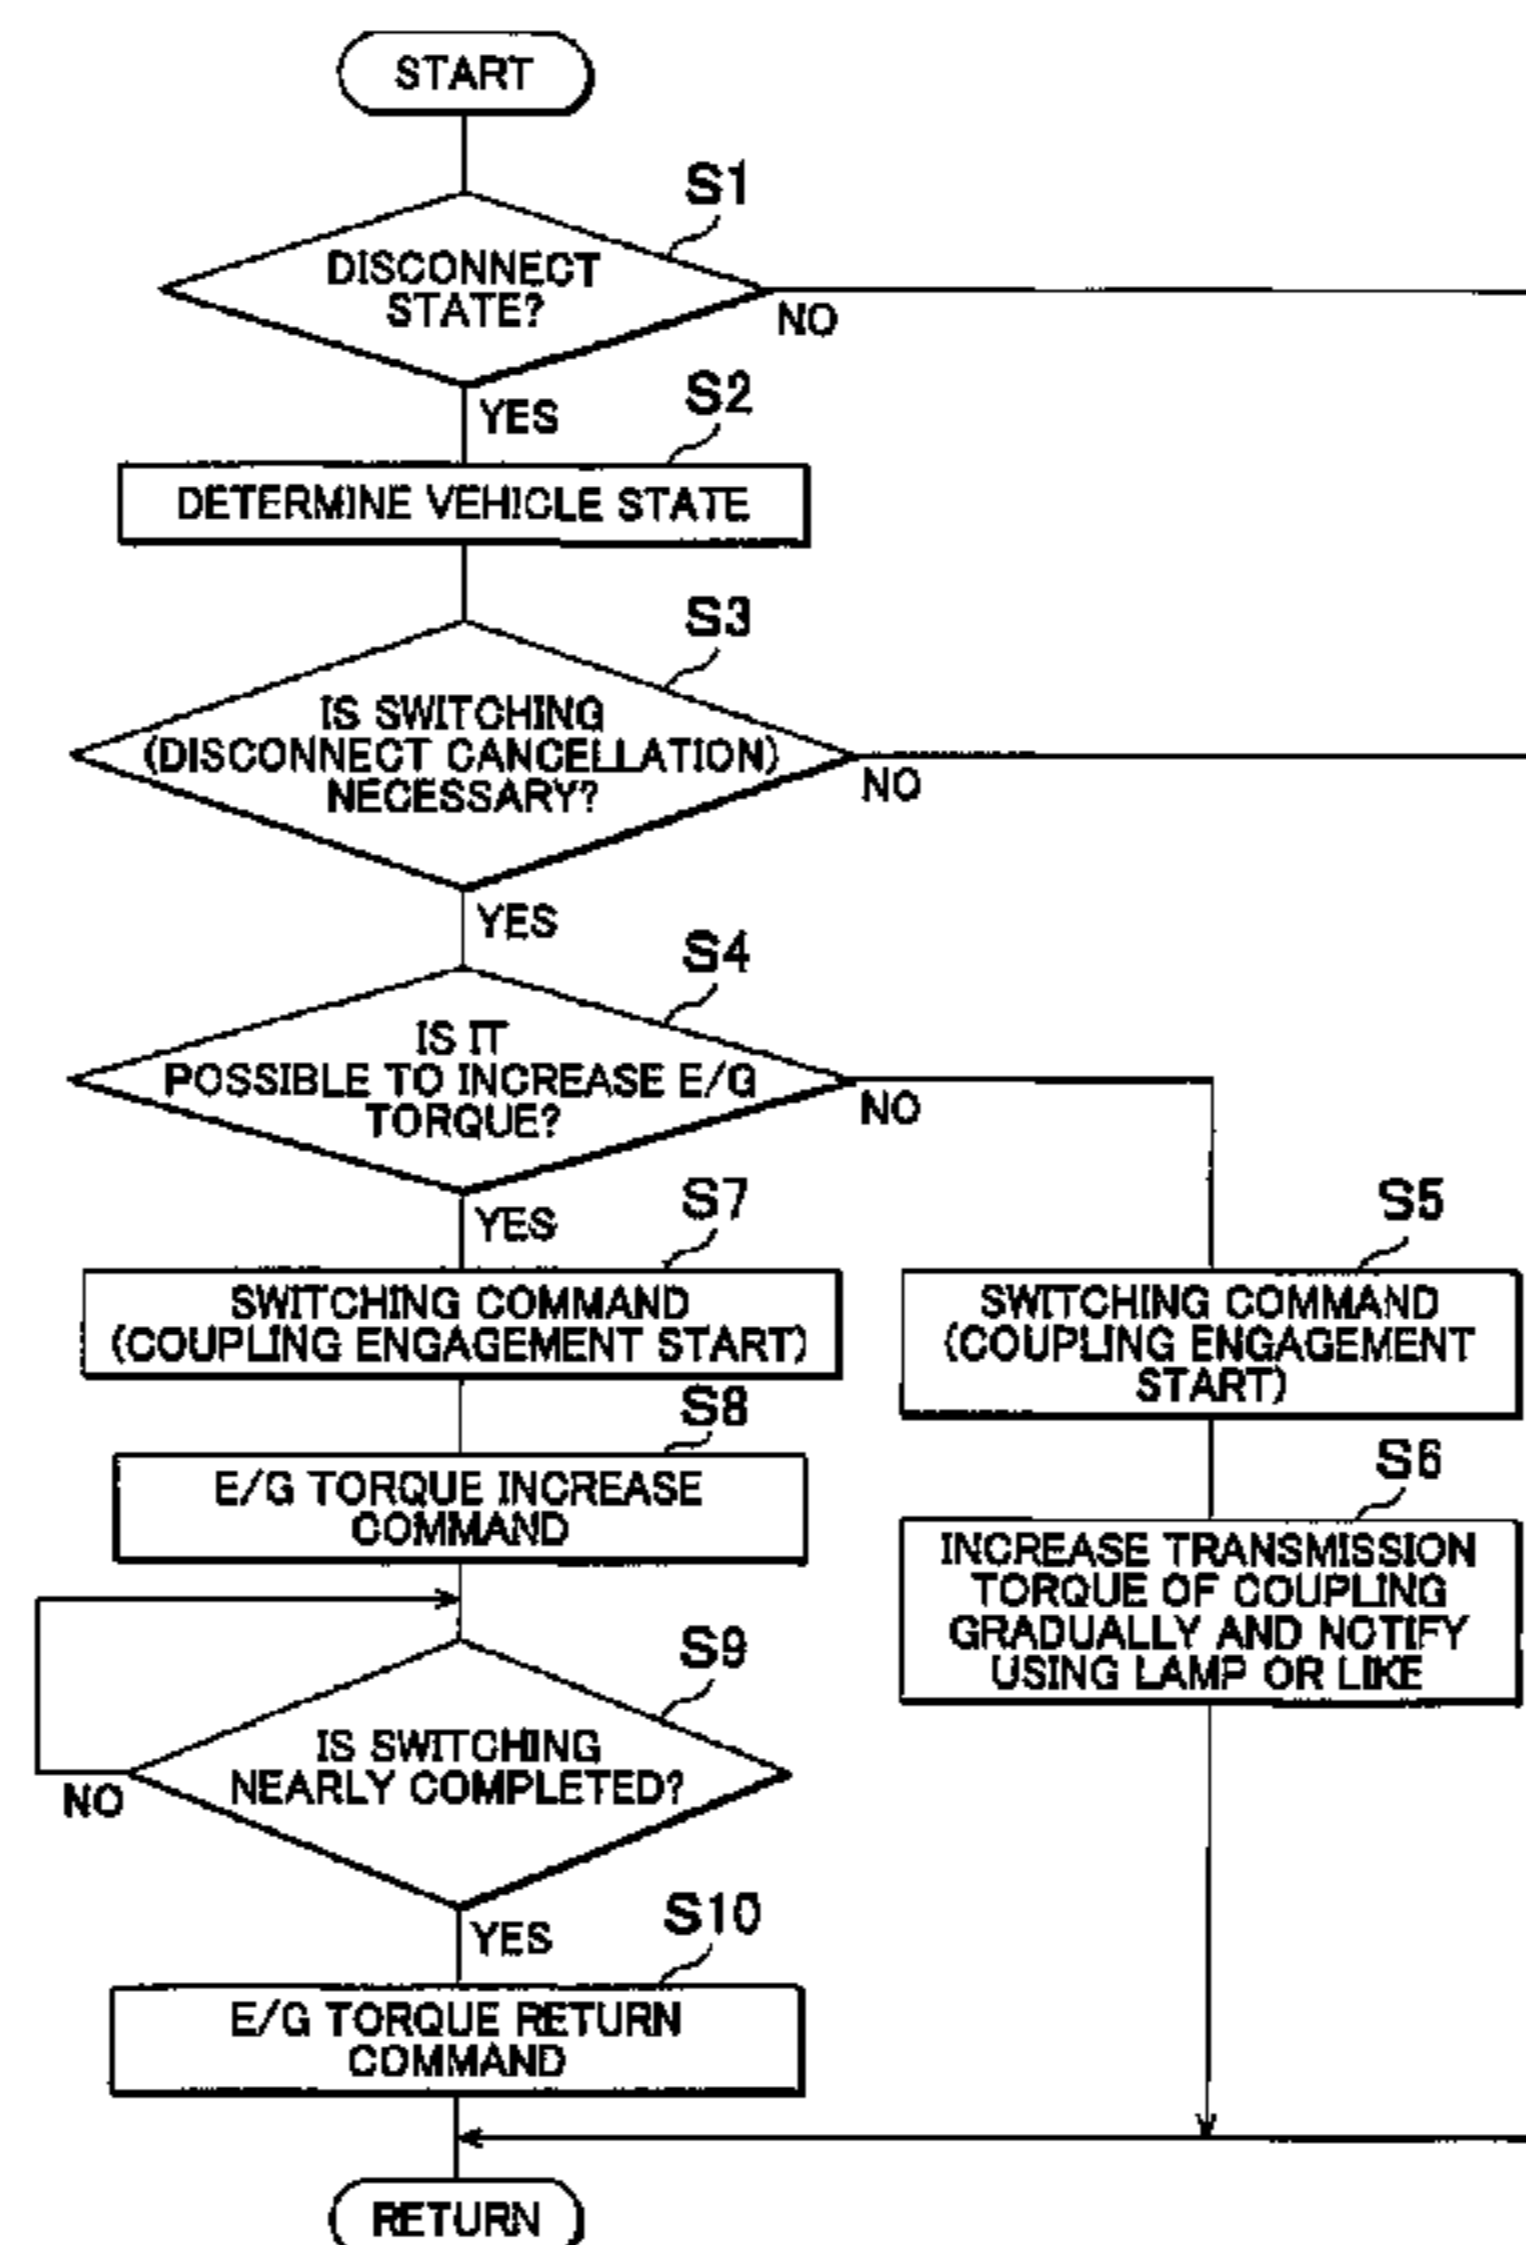 START
S1
DISCONNECT
STATE?
NO
YES
S2
DETERMINE VEHICLE STATE
S3
IS SWITCHING
(DISCONNECT CANCELLATION)
NECESSARY?
NO
YES
S4
IS IT
POSSIBLE TO INCREASE E/G
TORQUE?
NO
YES
S7
SWITCHING COMMAND
(COUPLING ENGAGEMENT START)
S5
SWITCHING COMMAND
(COUPLING ENGAGEMENT
START)
S8
E/G TORQUE INCREASE
COMMAND
S6
INCREASE TRANSMISSION
TORQUE OF COUPLING
GRADUALLY AND NOTIFY
USING LAMP OR LIKE
S9
IS SWITCHING
NEARLY COMPLETED?
NO
YES
S10
E/G TORQUE RETURN
COMMAND
RETURN